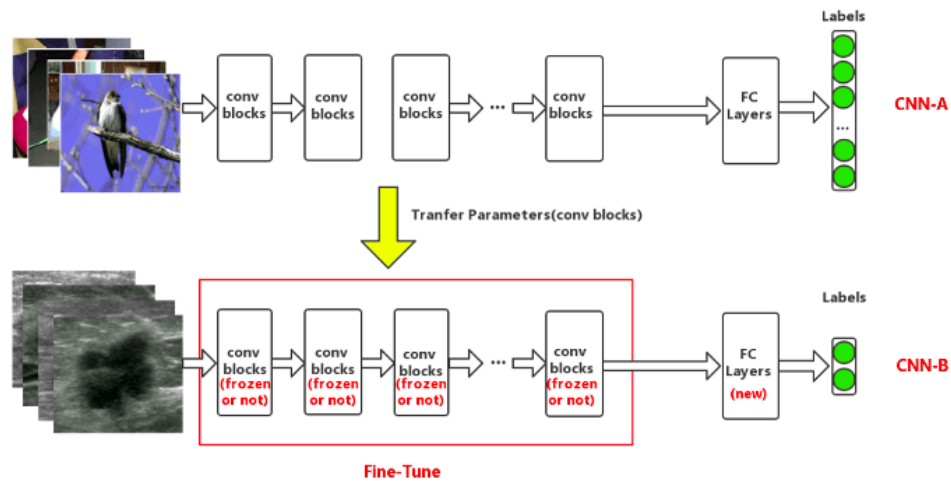 Labels
conv
blocks
conv
blocks
conv
blocks
...
conv
blocks
FC
Layers
...
CNN-A
Tranfer Parameters(conv blocks)
Labels
conv
blocks
(frozen
or not)
conv
blocks
(frozen
or not)
conv
blocks
(frozen
or not)
...
conv
blocks
(frozen
or not)
FC
Layers
(new)
CNN-B
Fine-Tune